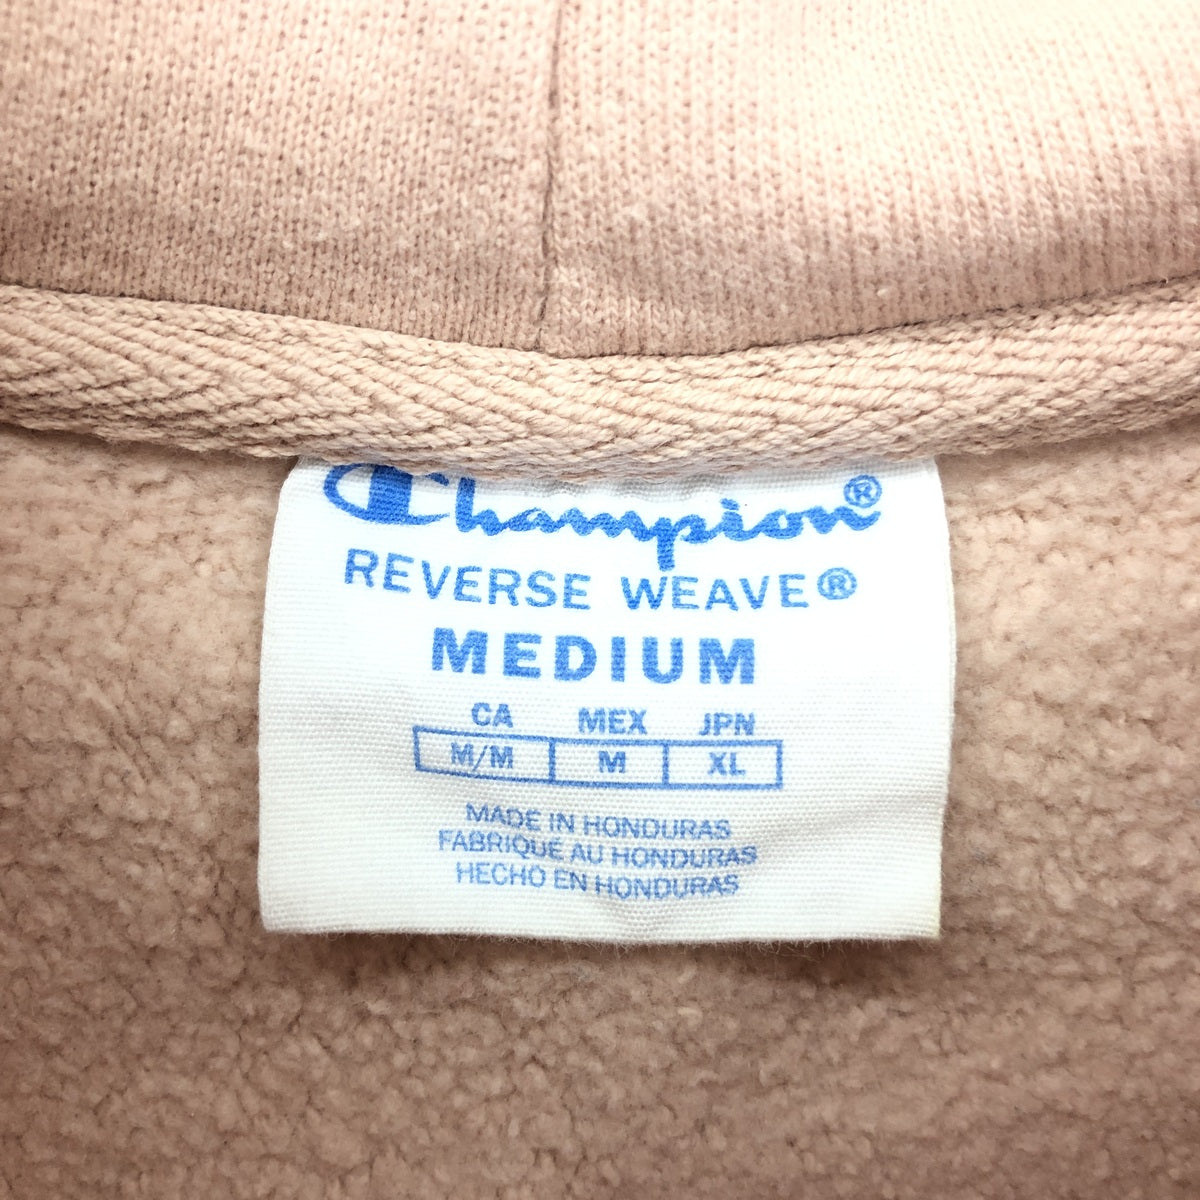 Champion®
REVERSE WEAVE®
MEDIUM
CA MEX JPN
M/M M XL
MADE IN HONDURAS
FABRIQUE AU HONDURAS
HECHO EN HONDURAS